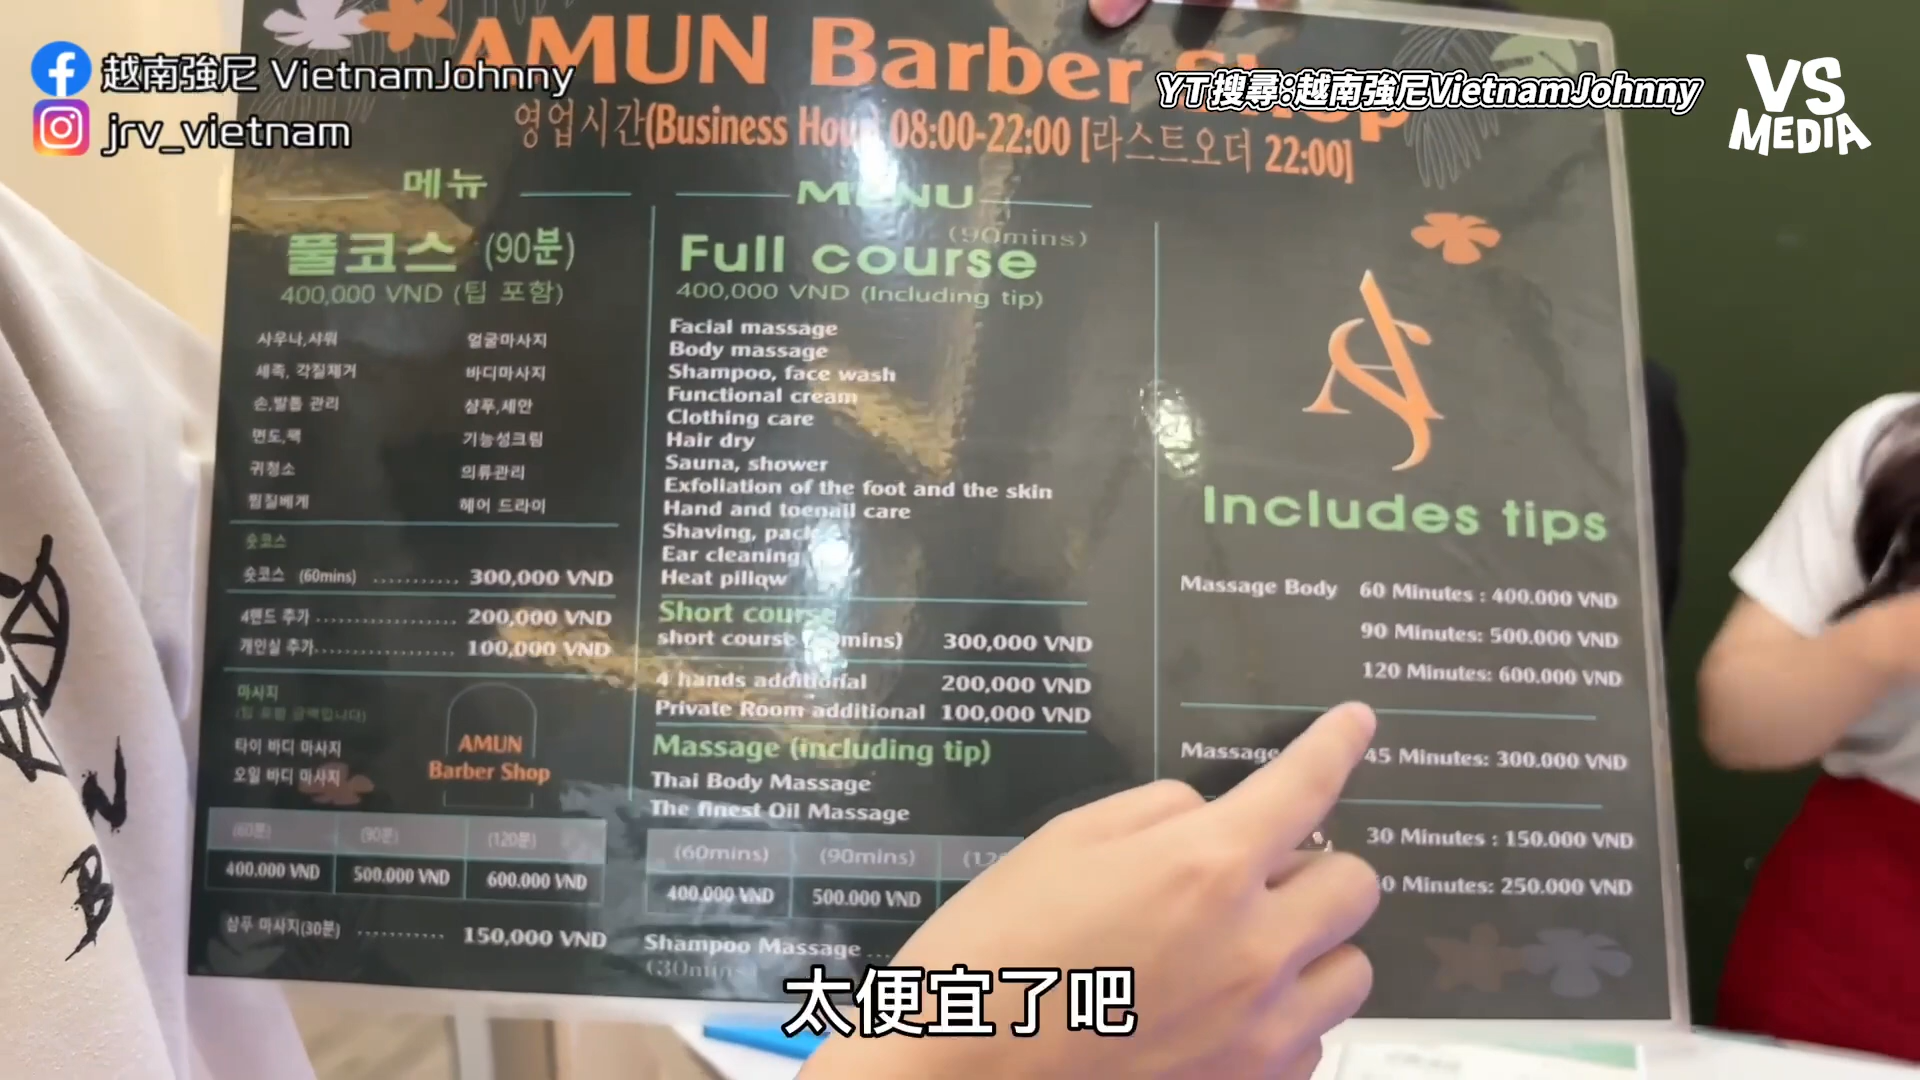 越南強尼 VietnamJohnny
jrv_vietnam
YT搜尋:越南強尼VietnamJohnny
VS
MEDIA
AMUN Barber Shop
영업시간(Business Hou 08:00-22:00 [라스트오더 22:00]
메뉴
풀코스 (90분)
400,000 VND (팁 포함)
사우나,샤워 얼굴마사지
세족, 각질제거 바디마사지
손,발톱 관리 샴푸,세안
면도,팩 기능성크림
귀청소 의류관리
찜질베게 헤어 드라이
숏코스
숏코스 (60mins) ........... 300,000 VND
4핸드 추가 .................. 200,000 VND
개인실 추가.................. 100,000 VND
마사지
(팁 포함 금액입니다)
타이 바디 마사지
오일 바디 마사지
AMUN
Barber Shop
(60분) (90분) (120분)
400.000 VND 500.000 VND 600.000 VND
샴푸 마사지(30분) ........... 150,000 VND
MENU
(90mins)
Full course
400,000 VND (Including tip)
Facial massage
Body massage
Shampoo, face wash
Functional cream
Clothing care
Hair dry
Sauna, shower
Exfoliation of the foot and the skin
Hand and toenail care
Shaving, pack
Ear cleaning
Heat pillow
Short course
short course mins) 300,000 VND
4 hands additional 200,000 VND
Private Room additional 100,000 VND
Massage (including tip)
Thai Body Massage
The finest Oil Massage
(60mins) (90mins)
400.000 VND 500.000 VND
Shampoo Massage ...
(30mins
Includes tips
Massage Body 60 Minutes : 400.000 VND
90 Minutes: 500.000 VND
120 Minutes: 600.000 VND
Massage 45 Minutes: 300.000 VND
30 Minutes : 150.000 VND
0 Minutes: 250.000 VND
太便宜了吧